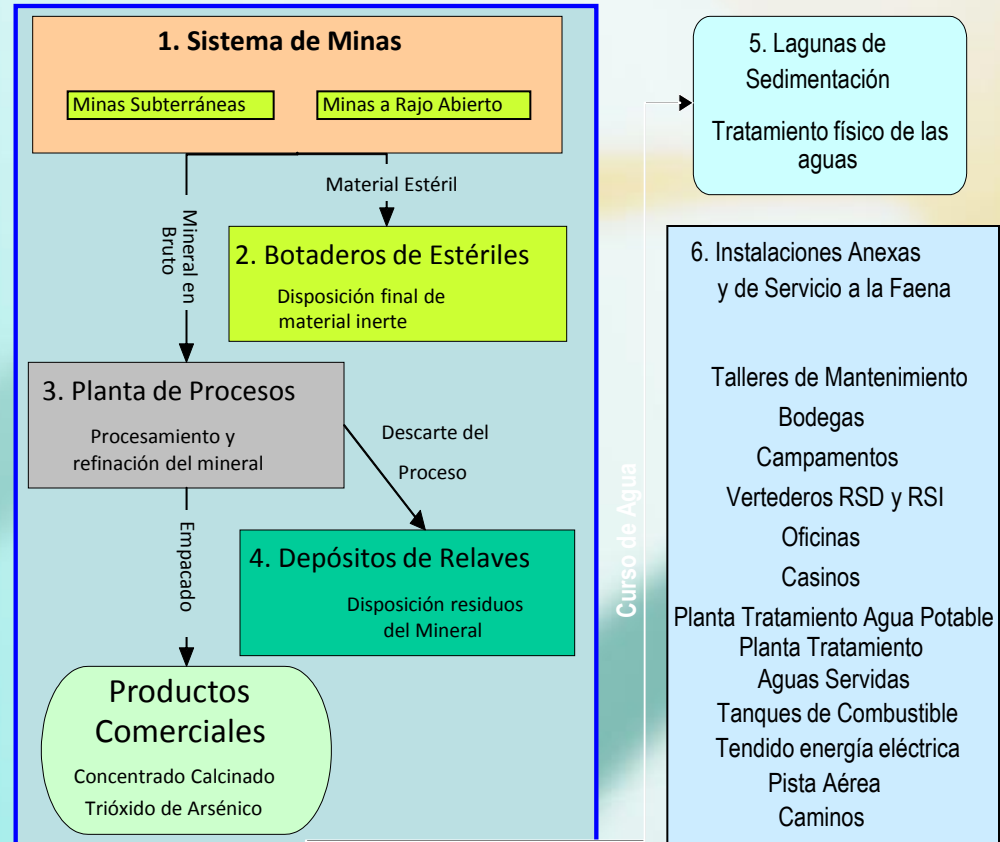 1. Sistema de Minas
Minas Subterráneas
Minas a Rajo Abierto
Mineral en
Bruto
Material Estéril
2. Botaderos de Estériles
Disposición final de
material inerte
3. Planta de Procesos
Procesamiento y
refinación del mineral
Descarte del
Proceso
Empacado
4. Depósitos de Relaves
Disposición residuos
del Mineral
Productos
Comerciales
Concentrado Calcinado
Trióxido de Arsénico
Curso de Agua
5. Lagunas de
Sedimentación
Tratamiento físico de las
aguas
6. Instalaciones Anexas
y de Servicio a la Faena
Talleres de Mantenimiento
Bodegas
Campamentos
Vertederos RSD y RSI
Oficinas
Casinos
Planta Tratamiento Agua Potable
Planta Tratamiento
Aguas Servidas
Tanques de Combustible
Tendido energía eléctrica
Pista Aérea
Caminos